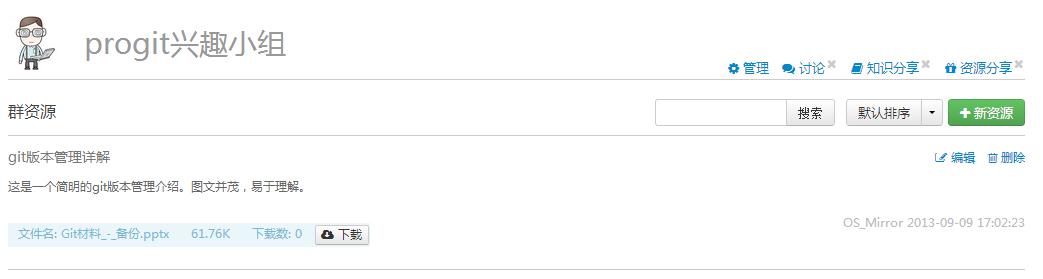 progit兴趣小组
管理 讨论 知识分享 资源分享
群资源 搜索 默认排序 新资源
git版本管理详解 编辑 删除
这是一个简明的git版本管理介绍。图文并茂，易于理解。
OS_Mirror 2013-09-09 17:02:23
文件名: Git材料_-_备份.pptx 61.76K 下载数: 0 下载